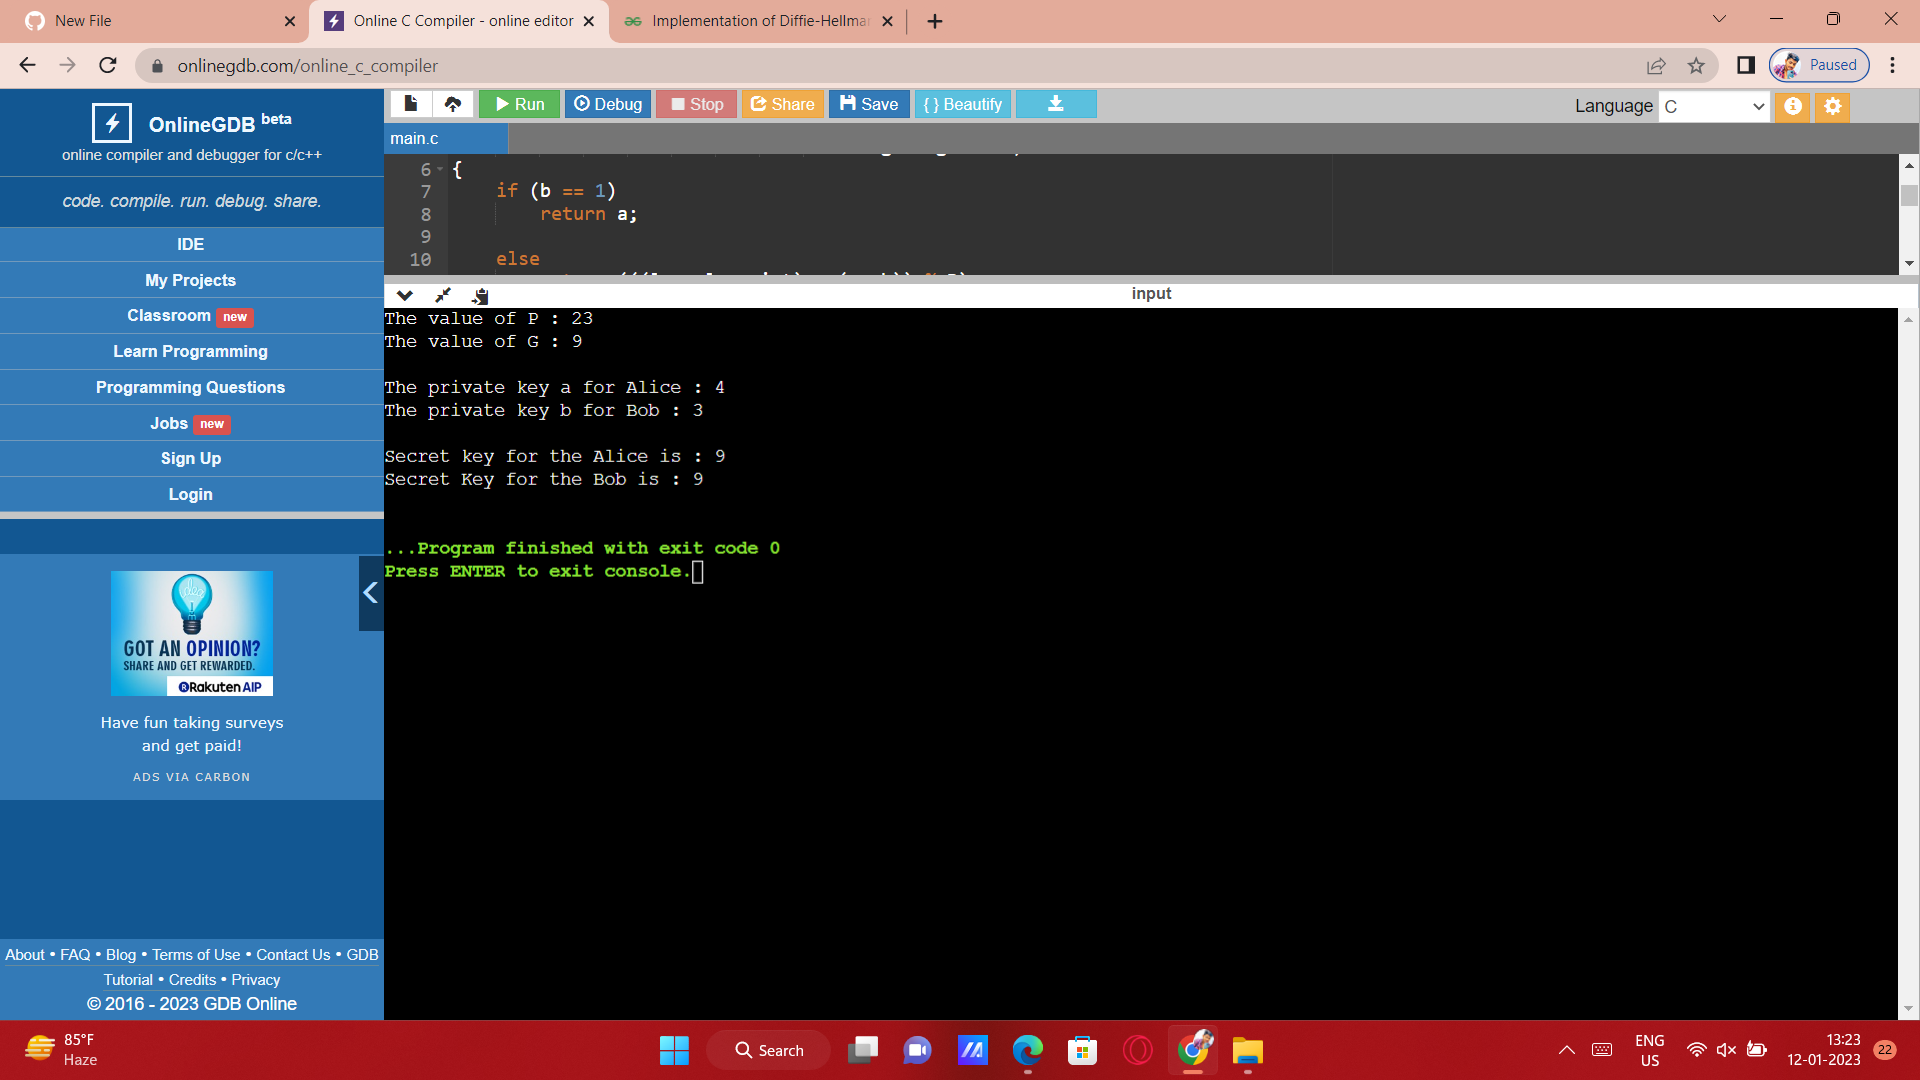 New File
Online C Compiler - online editor
Implementation of Diffie-Hellma
onlinegdb.com/online_c_compiler
Paused
OnlineGDB beta
online compiler and debugger for c/c++
code. compile. run. debug. share.
IDE
My Projects
Classroom new
Learn Programming
Programming Questions
Jobs new
Sign Up
Login
GOT AN OPINION?
SHARE AND GET REWARDED.
Rakuten AIP
Have fun taking surveys
and get paid!
ADS VIA CARBON
About • FAQ • Blog • Terms of Use • Contact Us • GDB
Tutorial • Credits • Privacy
© 2016 - 2023 GDB Online
Run Debug Stop Share Save { } Beautify
Language C
main.c
6 {
7 if (b == 1)
8 return a;
9
10 else
input
The value of P : 23
The value of G : 9
The private key a for Alice : 4
The private key b for Bob : 3
Secret key for the Alice is : 9
Secret Key for the Bob is : 9
...Program finished with exit code 0
Press ENTER to exit console.
85°F
Haze
Search
ENG
US
13:23
12-01-2023
22